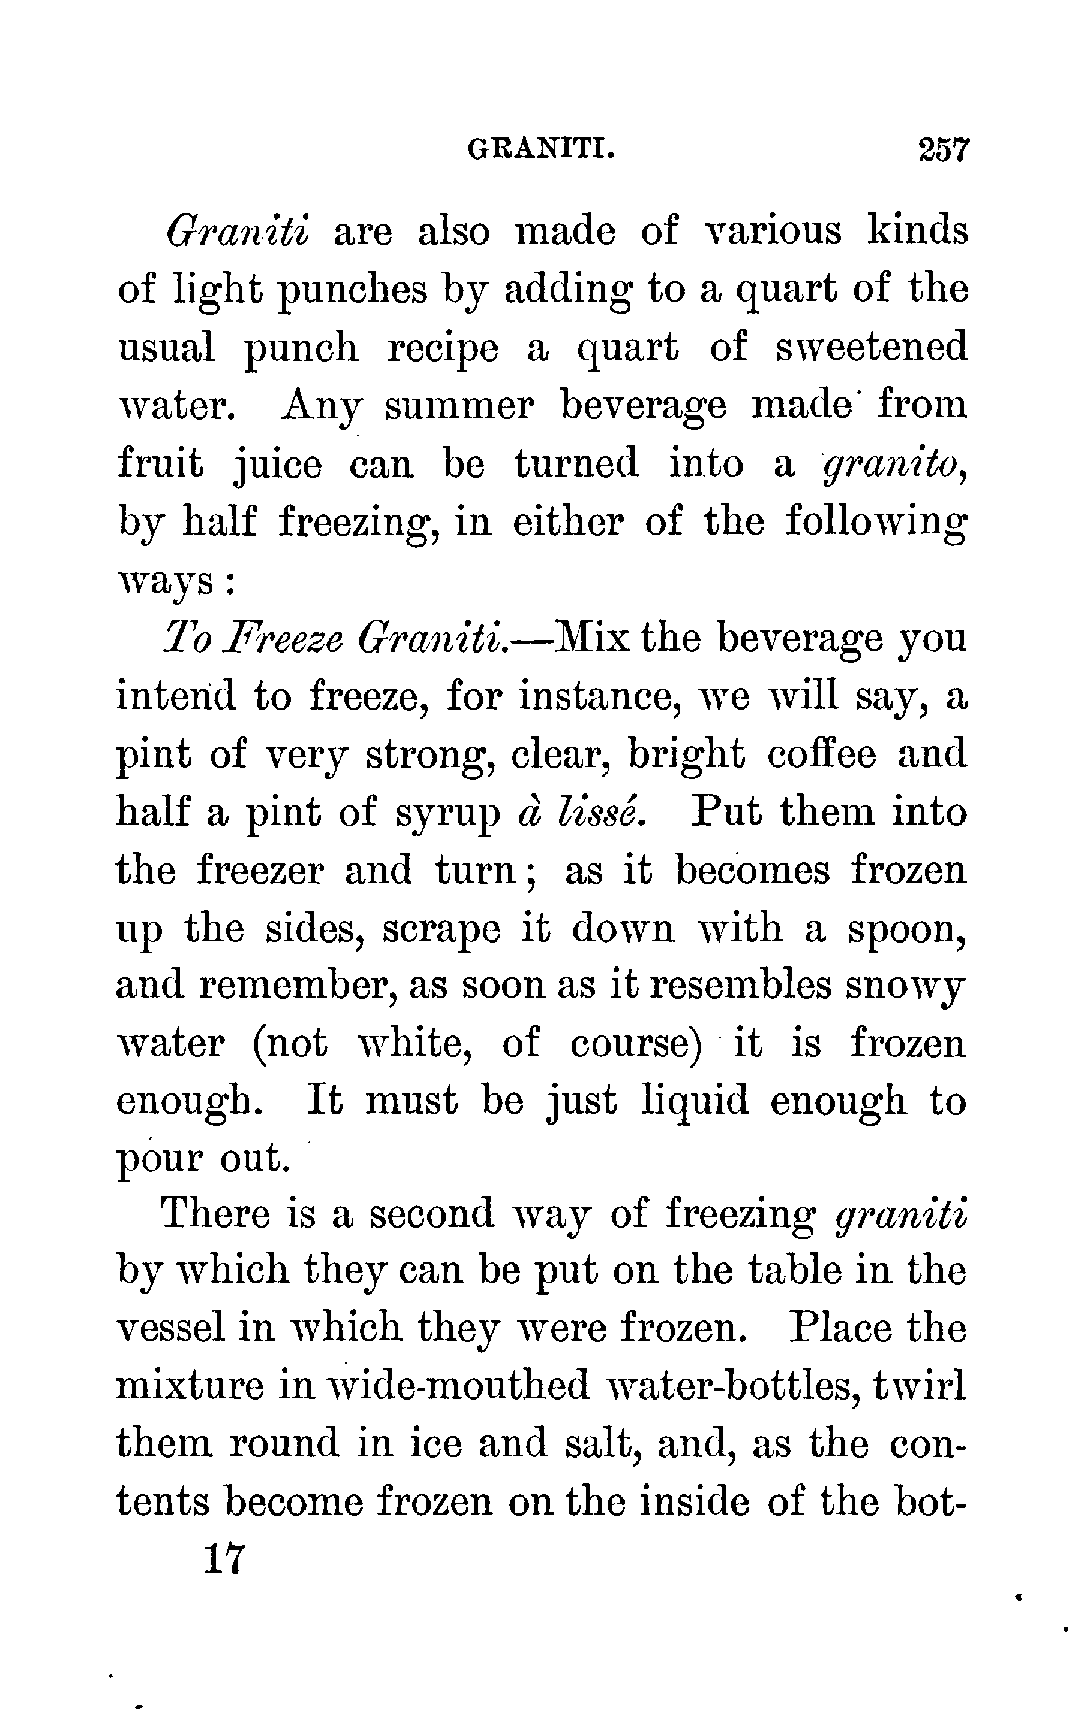 GRANITI. 257
Graniti are also made of various kinds
of light punches by adding to a quart of the
usual punch recipe a quart of sweetened
water. Any summer beverage made from
fruit juice can be turned into a granito,
by half freezing, in either of the following
ways :
To Freeze Graniti.—Mix the beverage you
intend to freeze, for instance, we will say, a
pint of very strong, clear, bright coffee and
half a pint of syrup à lissé. Put them into
the freezer and turn ; as it becomes frozen
up the sides, scrape it down with a spoon,
and remember, as soon as it resembles snowy
water (not white, of course) it is frozen
enough. It must be just liquid enough to
pour out.
There is a second way of freezing graniti
by which they can be put on the table in the
vessel in which they were frozen. Place the
mixture in wide-mouthed water-bottles, twirl
them round in ice and salt, and, as the con-
tents become frozen on the inside of the bot-
17